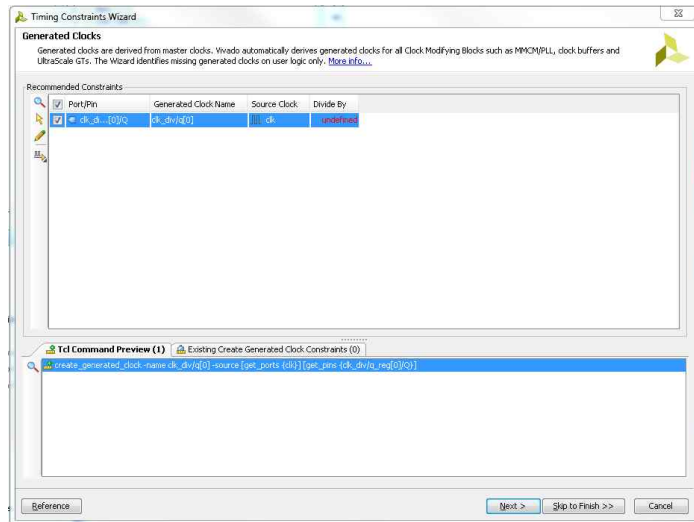 Timing Constraints Wizard
Generated Clocks
Generated clocks are derived from master clocks. Vivado automatically derives generated clocks for all Clock Modifying Blocks such as MMCM/PLL, clock buffers and
UltraScale GTs. The Wizard identifies missing generated clocks on user logic only. More info...
Recommended Constraints
Port/Pin Generated Clock Name Source Clock Divide By
clk_di...[0]/Q clk_div/q[0] clk undefined
Tcl Command Preview (1) Existing Create Generated Clock Constraints (0)
create_generated_clock -name clk_div/q[0] -source [get_ports {clk}] [get_pins {clk_div/q_reg[0]/Q}]
Reference Next > Skip to Finish >> Cancel